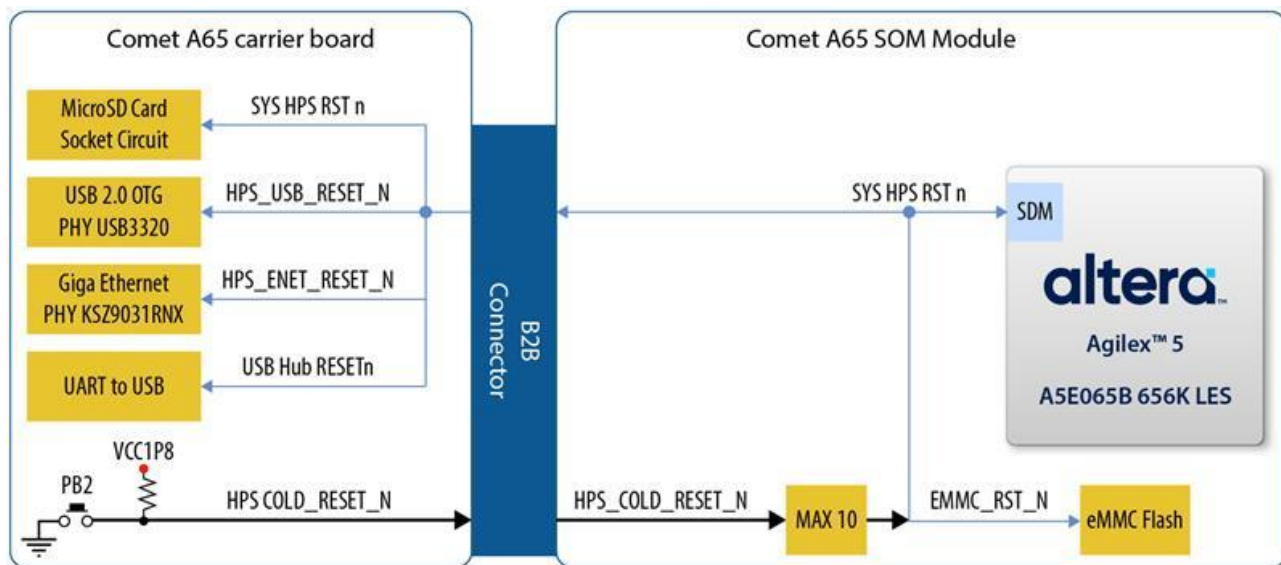 Comet A65 carrier board
MicroSD Card
Socket Circuit
SYS HPS RST n
USB 2.0 OTG
PHY USB3320
HPS_USB_RESET_N
Giga Ethernet
PHY KSZ9031RNX
HPS_ENET_RESET_N
UART to USB
USB Hub RESETn
VCC1P8
PB2
HPS COLD_RESET_N
B2B
Connector
Comet A65 SOM Module
SYS HPS RST n
SDM
altera™
Agilex™ 5
A5E065B 656K LES
HPS_COLD_RESET_N
MAX 10
EMMC_RST_N
eMMC Flash